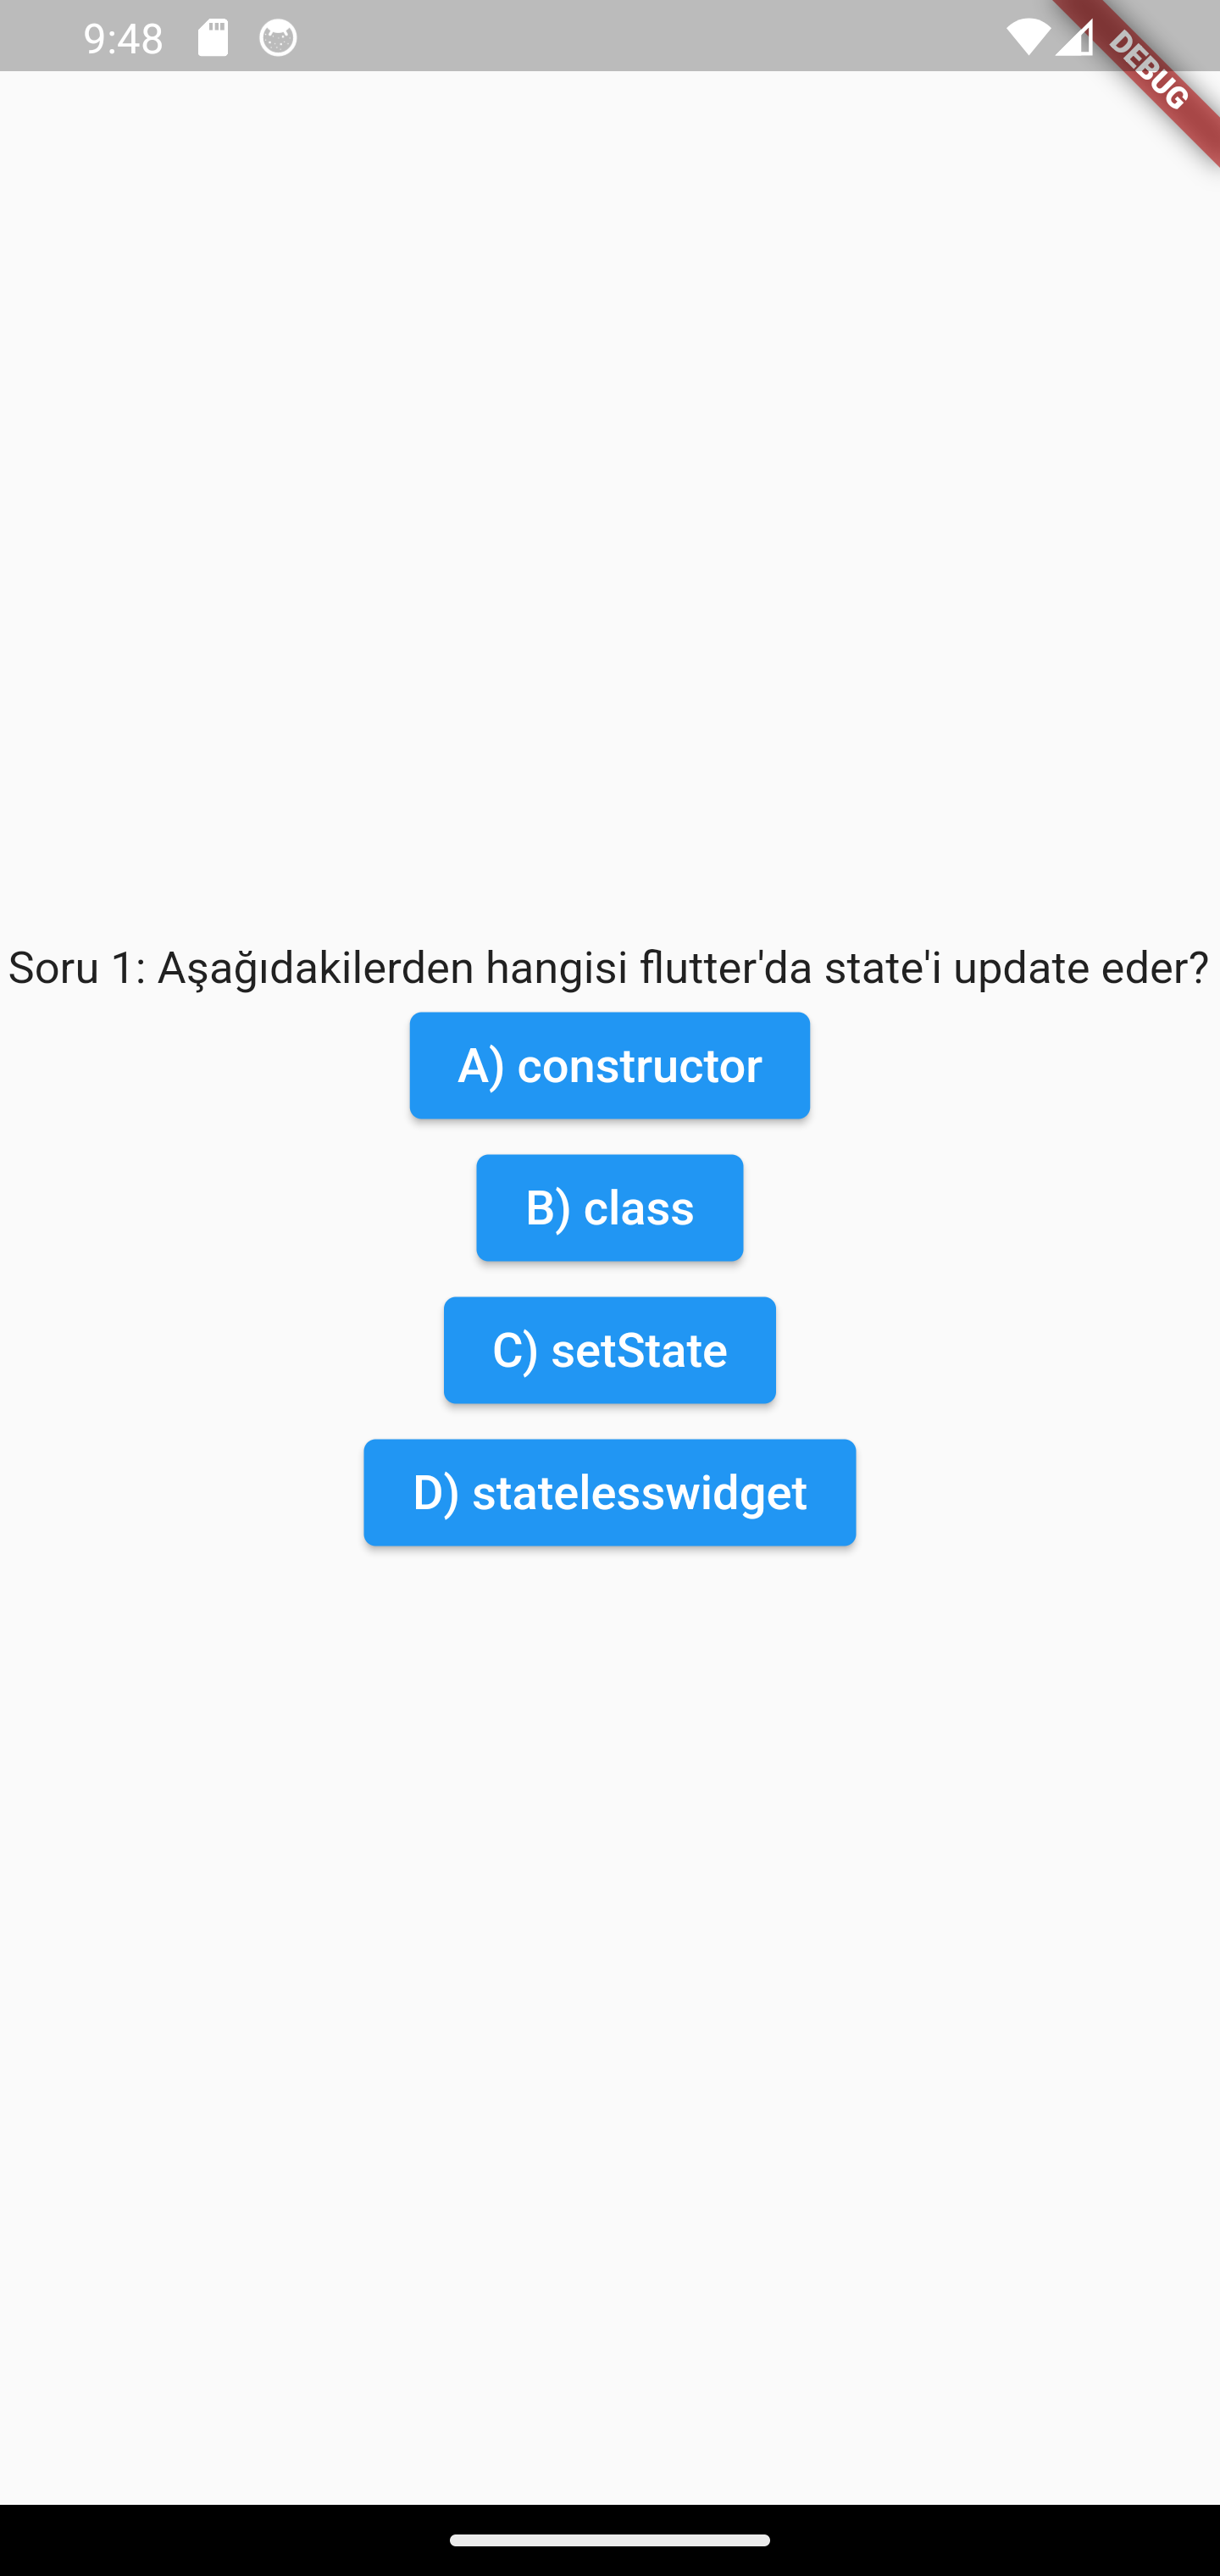 9:48
DEBUG
Soru 1: Aşağıdakilerden hangisi flutter'da state'i update eder?
A) constructor
B) class
C) setState
D) statelesswidget